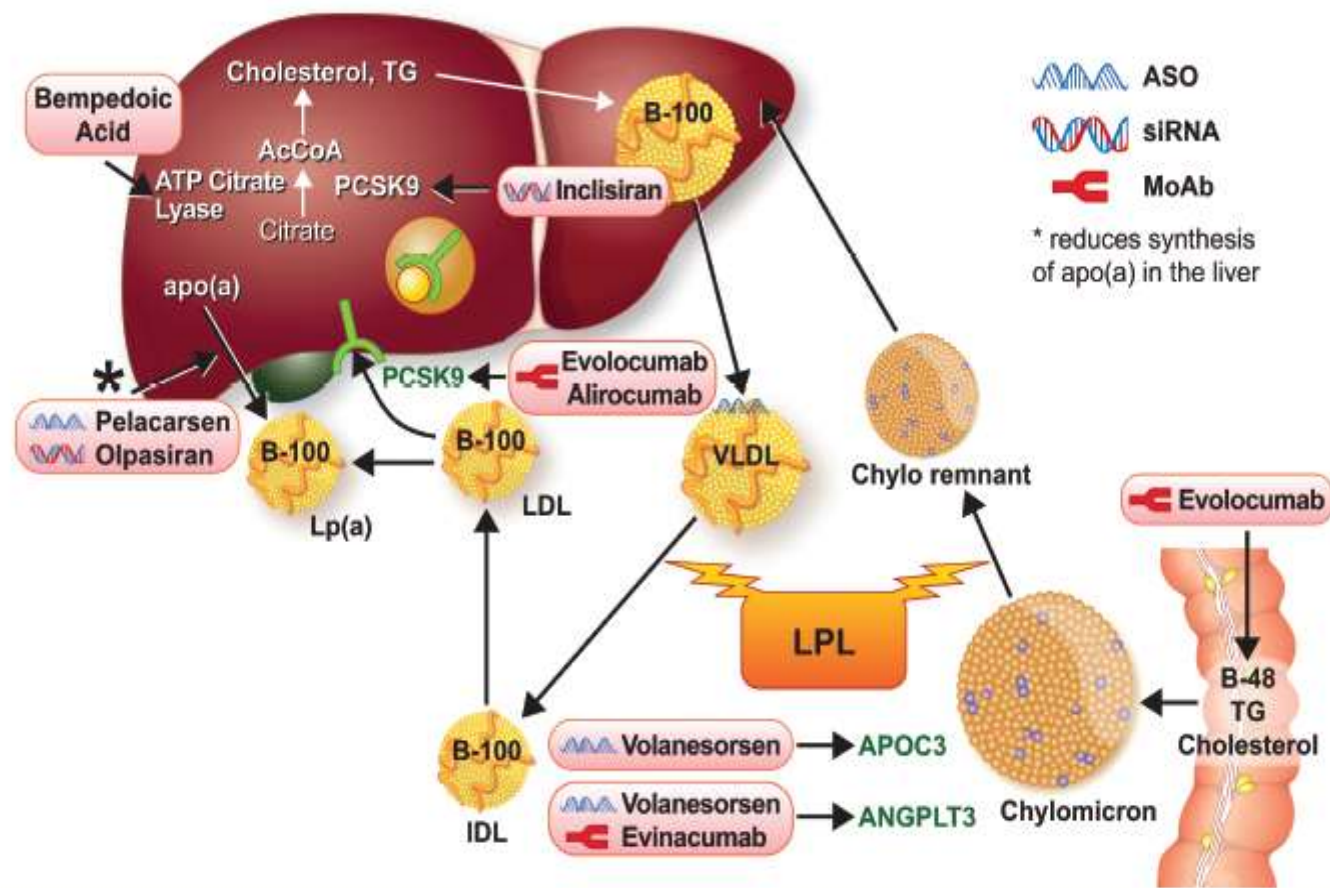 Cholesterol, TG
Bempedoic
Acid
AcCoA
ATP Citrate
Lyase
PCSK9
Citrate
Inclisiran
B-100
ASO
siRNA
MoAb
* reduces synthesis
of apo(a) in the liver
apo(a)
*
Pelacarsen
Olpasiran
PCSK9
Evolocumab
Alirocumab
B-100
Lp(a)
B-100
LDL
VLDL
Chylo remnant
Evolocumab
LPL
B-48
TG
Cholesterol
B-100
IDL
Volanesorsen
APOC3
Volanesorsen
Evinacumab
ANGPLT3
Chylomicron